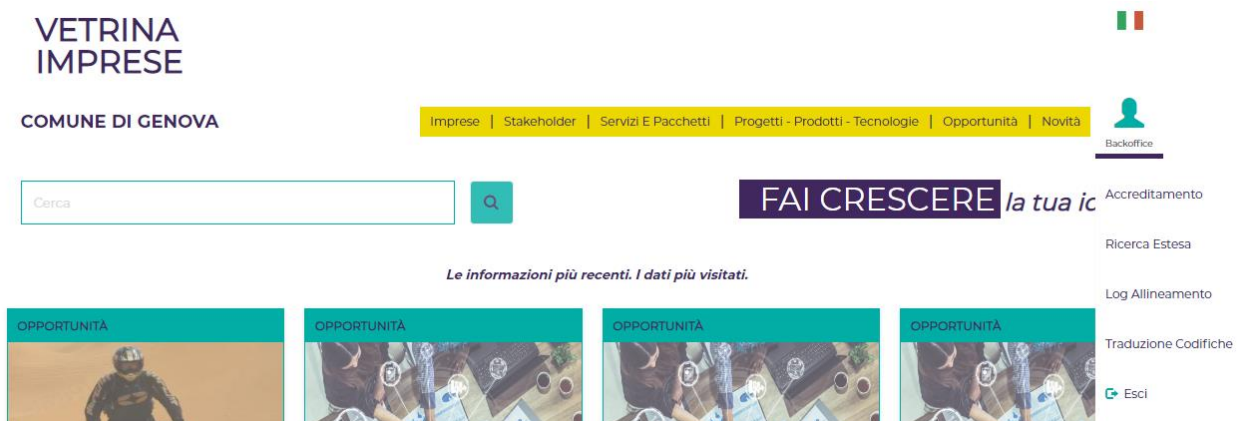 VETRINA
IMPRESE
COMUNE DI GENOVA
Imprese | Stakeholder | Servizi E Pacchetti | Progetti - Prodotti - Tecnologie | Opportunità | Novità
Backoffice
Cerca
FAI CRESCERE la tua
Accreditamento
Ricerca Estesa
Log Allineamento
Traduzione Codifiche
Esci
Le informazioni più recenti. I dati più visitati.
OPPORTUNITÀ
OPPORTUNITÀ
OPPORTUNITÀ
OPPORTUNITÀ